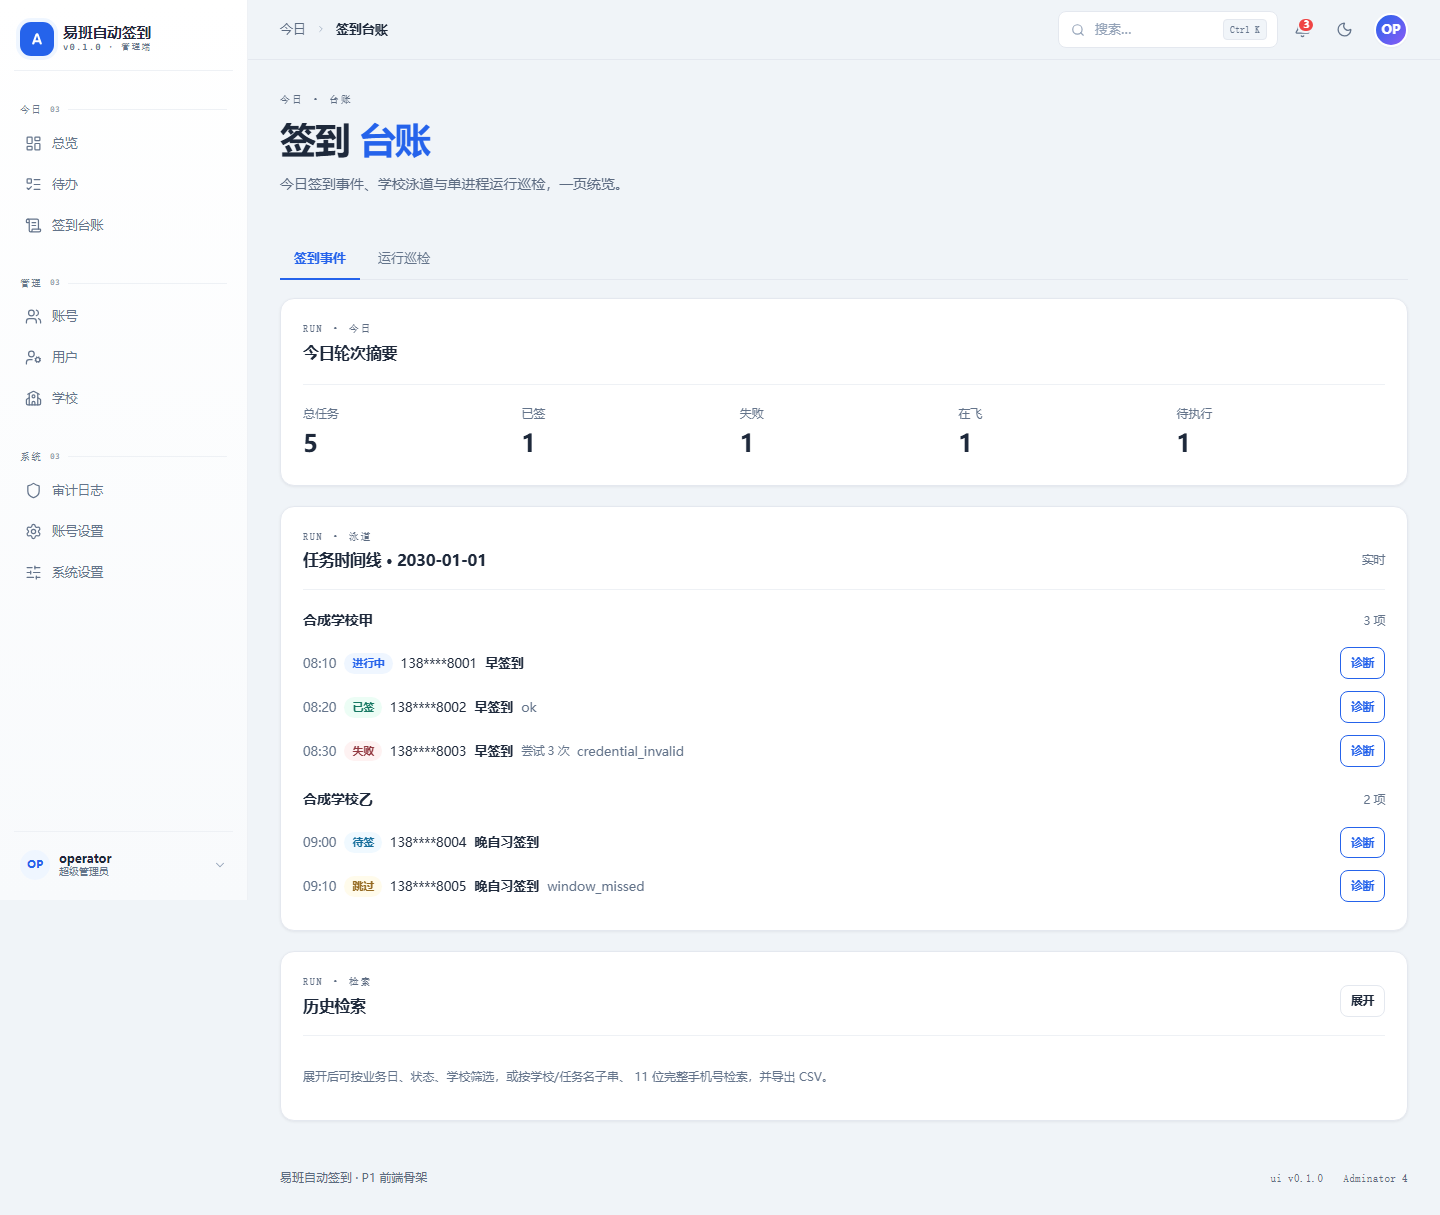 A
易班自动签到
v0.1.0 · 管理端
今日 03
总览
待办
签到台账
管理 03
账号
用户
学校
系统 03
审计日志
账号设置
系统设置
OP
operator
超级管理员
今日 › 签到台账
搜索... Ctrl K
3
OP
今日 • 台账
签到 台账
今日签到事件、学校泳道与单进程运行巡检，一页统览。
签到事件 运行巡检
RUN • 今日
今日轮次摘要
总任务 已签 失败 在飞 待执行
5 1 1 1 1
RUN • 泳道
任务时间线 • 2030-01-01 实时
合成学校甲 3 项
08:10 进行中 138****8001 早签到 诊断
08:20 已签 138****8002 早签到 ok 诊断
08:30 失败 138****8003 早签到 尝试 3 次 credential_invalid 诊断
合成学校乙 2 项
09:00 待签 138****8004 晚自习签到 诊断
09:10 跳过 138****8005 晚自习签到 window_missed 诊断
RUN • 检索
历史检索 展开
展开后可按业务日、状态、学校筛选，或按学校/任务名子串、 11 位完整手机号检索，并导出 CSV。
易班自动签到 · P1 前端骨架 ui v0.1.0 Adminator 4